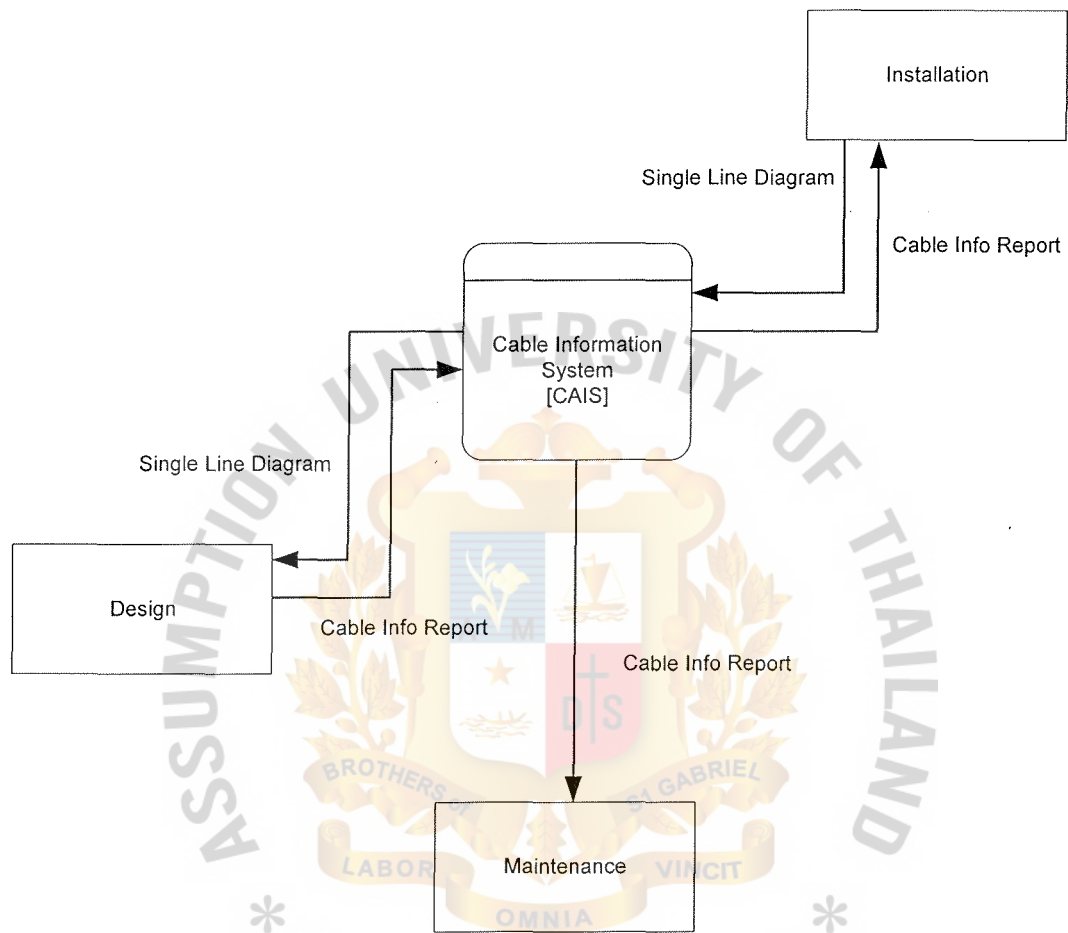 Installation
Single Line Diagram
Cable Info Report
Cable Information
System
[CAIS]
Single Line Diagram
Design
Cable Info Report
Cable Info Report
Maintenance
ASSUMPTION UNIVERSITY OF THAILAND
M
D S
BROTHERS of ST GABRIEL
LABOR OMNIA VINCIT